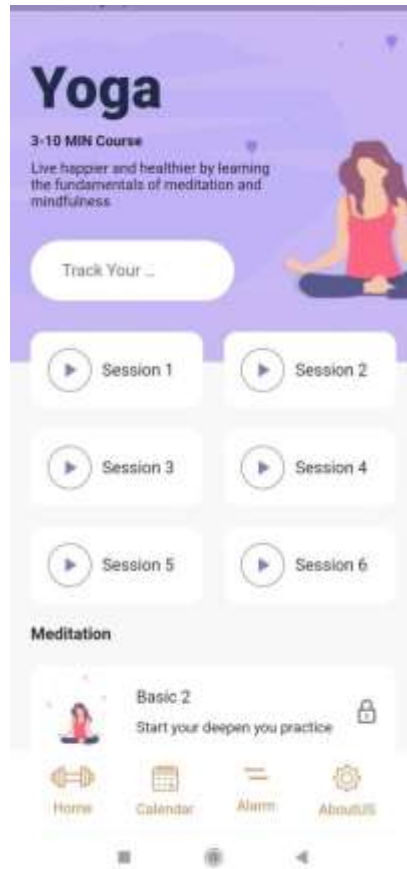 Yoga
3-10 MIN Course
Live happier and healthier by learning
the fundamentals of meditation and
mindfulness
Track Your ...
Session 1
Session 2
Session 3
Session 4
Session 5
Session 6
Meditation
Basic 2
Start your deepen you practice
Home
Calendar
Alarm
AboutUS